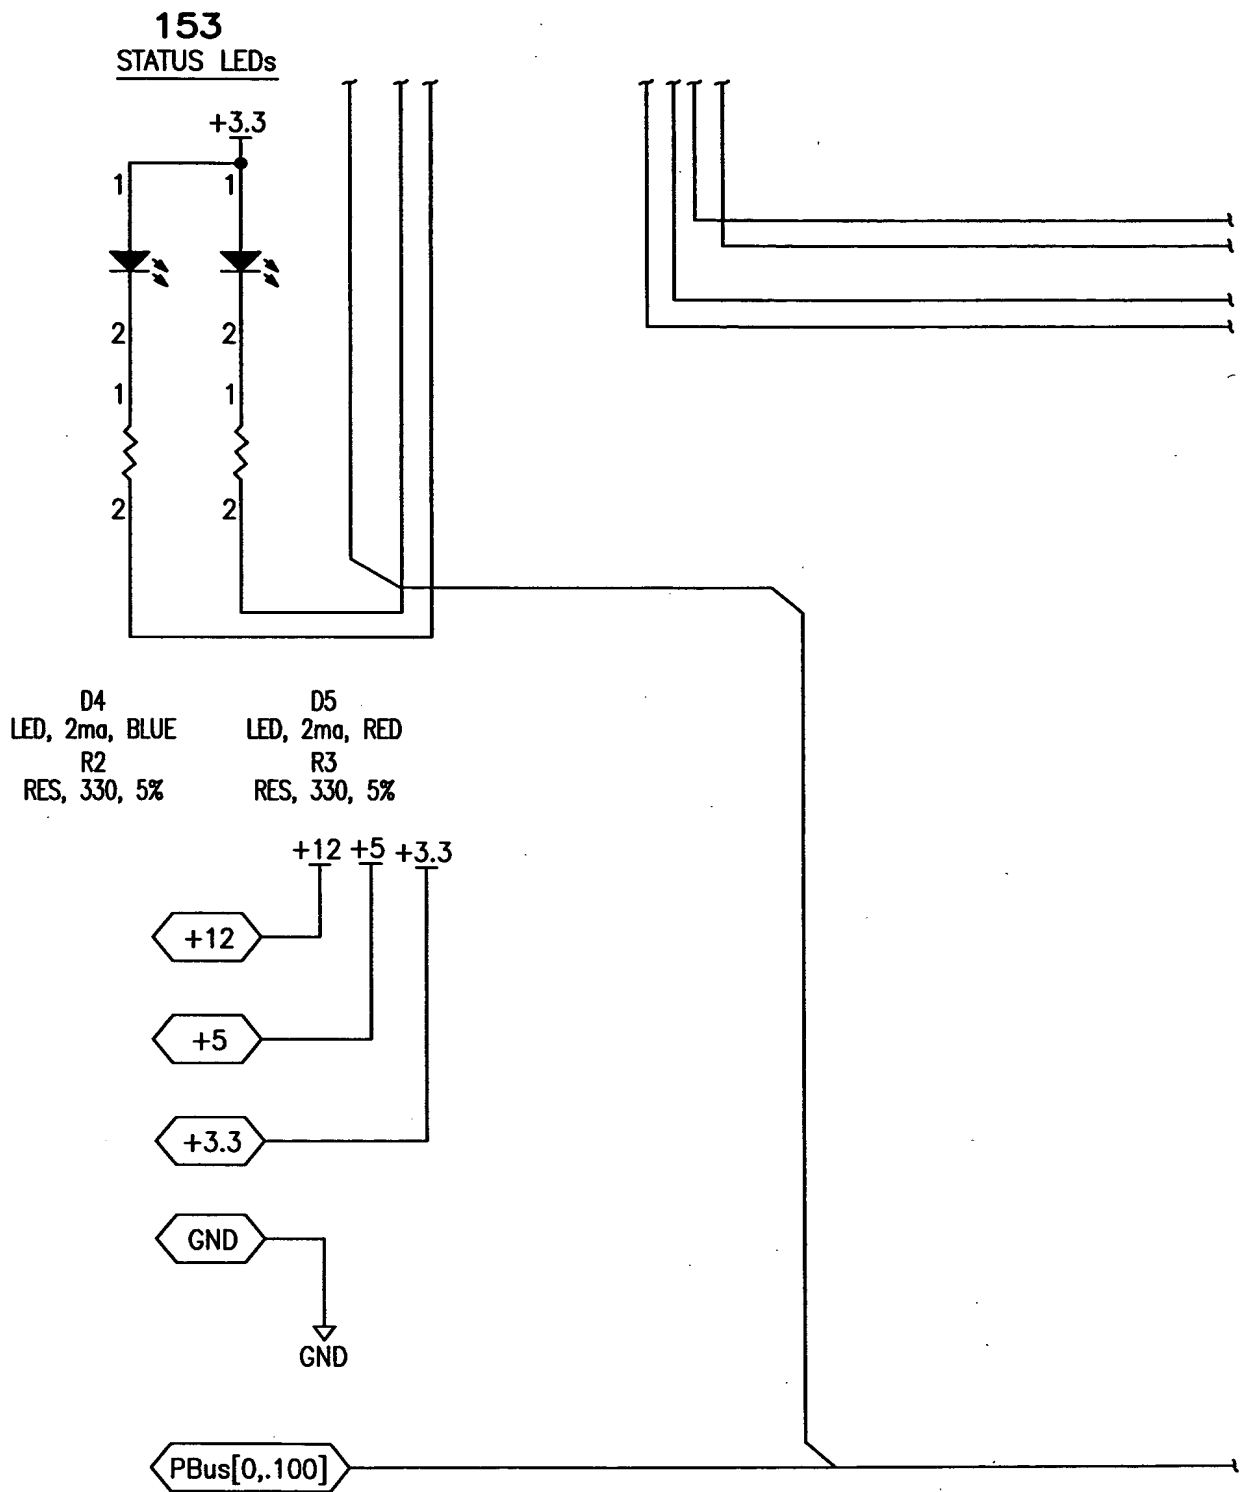 153
STATUS LEDs
+3.3
1 1
2 2
1 1
2 2
D4 D5
LED, 2ma, BLUE LED, 2ma, RED
R2 R3
RES, 330, 5% RES, 330, 5%
+12 +5 +3.3
+12
+5
+3.3
GND
GND
PBus[0,.100]